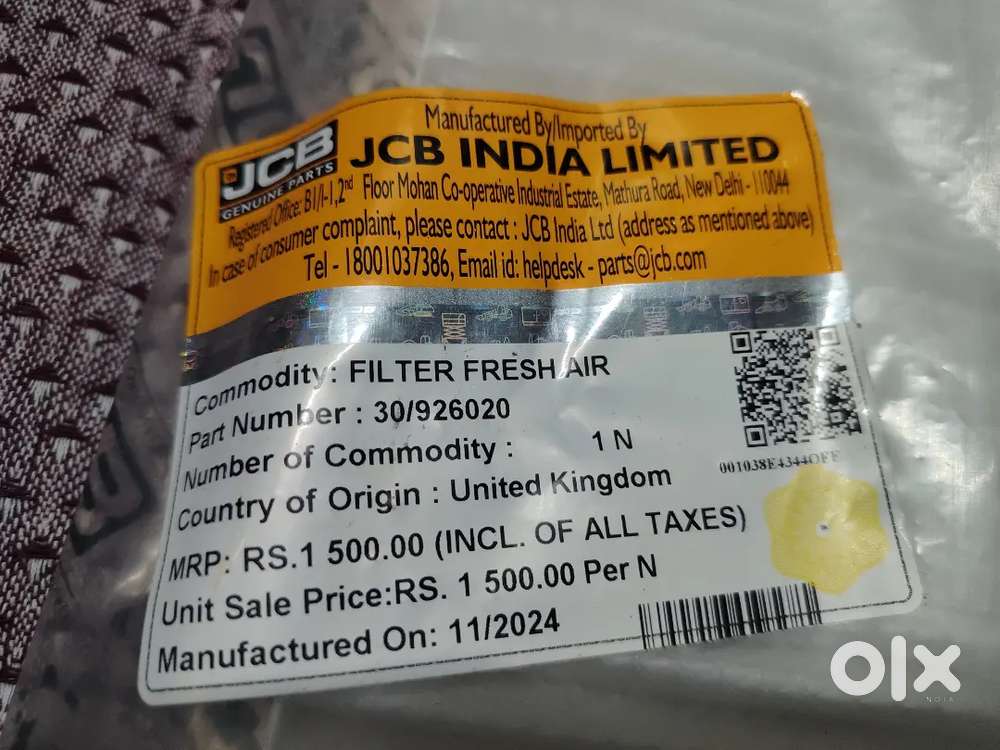 Manufactured By/Imported By
JCB
GENUINE PARTS
JCB INDIA LIMITED
Registered Office: B1/I-1,2nd Floor Mohan Co-operative Industrial Estate, Mathura Road, New Delhi - 110044
In case of consumer complaint, please contact : JCB India Ltd (address as mentioned above)
Tel - 18001037386, Email id: helpdesk - parts@jcb.com
Commodity: FILTER FRESH AIR
Part Number : 30/926020
Number of Commodity : 1 N
Country of Origin : United Kingdom
001038E4344OFF
MRP: RS.1 500.00 (INCL. OF ALL TAXES)
Unit Sale Price:RS. 1 500.00 Per N
Manufactured On: 11/2024
olx
INDIA